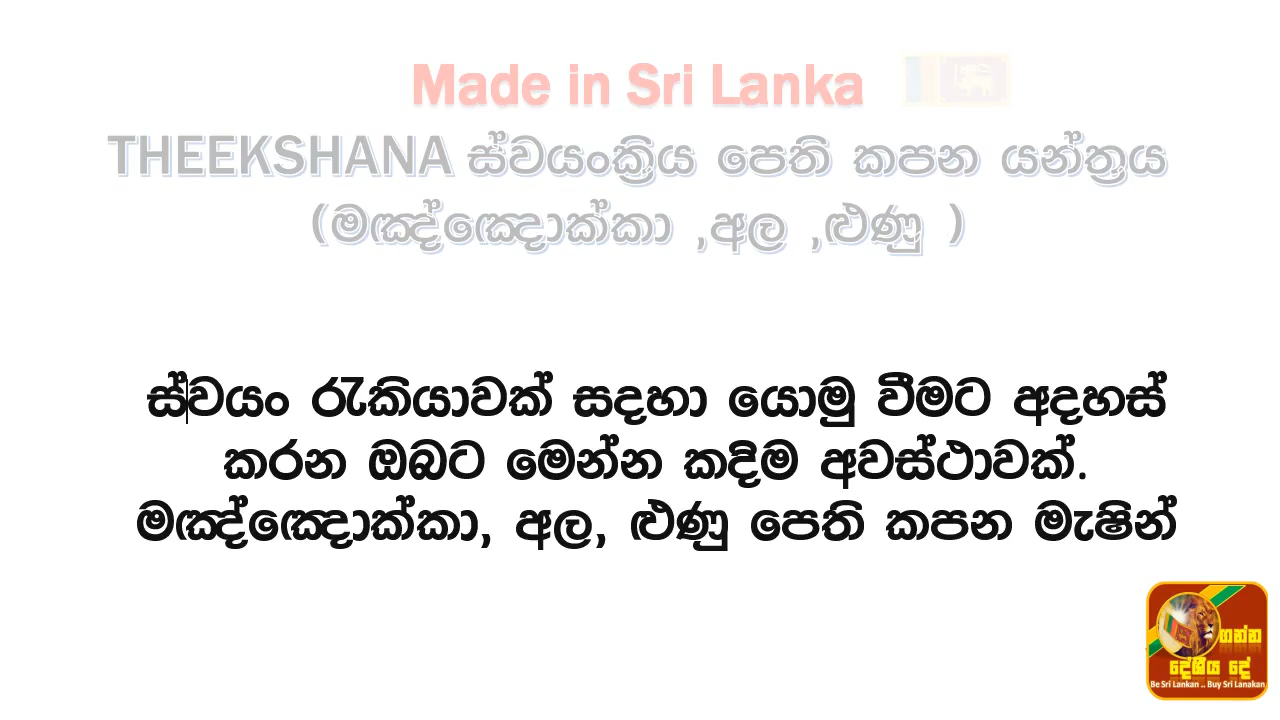 Made in Sri Lanka
THEEKSHANA ස්වයංක්‍රිය පෙති කපන යන්ත්‍රය
(මඤ්ඤොක්කා ,අල ,ළුණු )
ස්වයං රැකියාවක් සදහා යොමු වීමට අදහස්
කරන ඔබට මෙන්න කදිම අවස්ථාවක්.
මඤ්ඤොක්කා, අල, ළුණු පෙති කපන මැෂින්
ගන්න
දේශීය දේ
Be Sri Lankan .. Buy Sri Lanakan